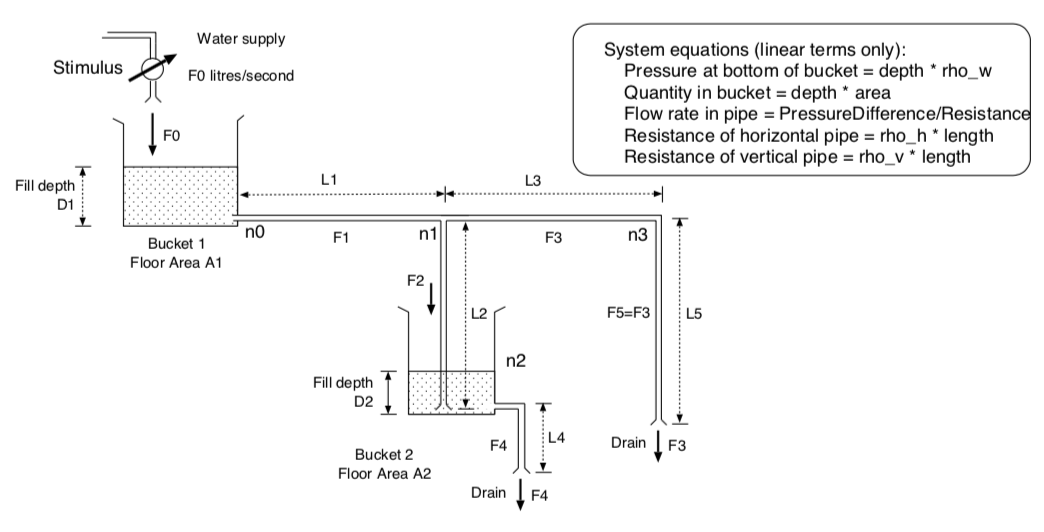 Water supply
Stimulus
F0 litres/second
System equations (linear terms only):
Pressure at bottom of bucket = depth * rho_w
Quantity in bucket = depth * area
Flow rate in pipe = PressureDifference/Resistance
Resistance of horizontal pipe = rho_h * length
Resistance of vertical pipe = rho_v * length
F0
Fill depth
D1
L1
L3
n0
F1
n1
F3
n3
Bucket 1
Floor Area A1
F2
L2
F5=F3
L5
n2
Fill depth
D2
F4
L4
Drain
F3
Bucket 2
Floor Area A2
Drain
F4